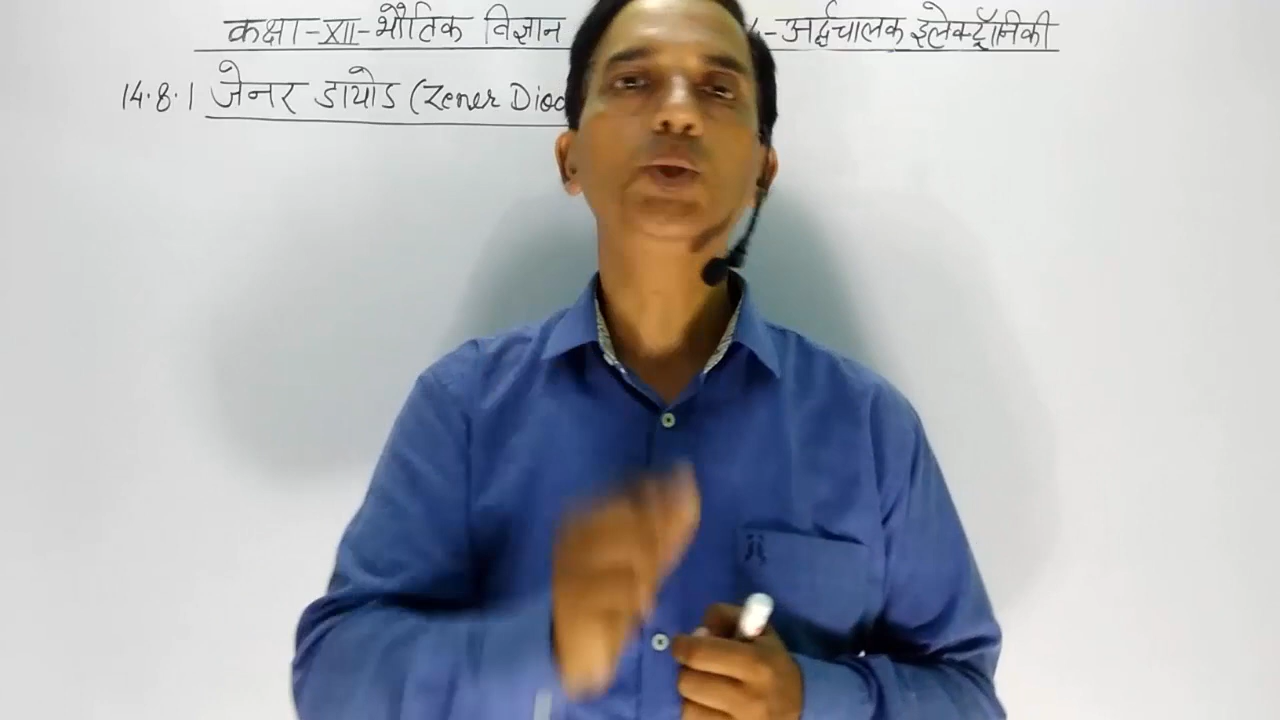 कक्षा-XII-भौतिक विज्ञान -अर्द्धचालक इलेक्ट्रॉनिकी
14.8.1 जेनर डायोड (Zener